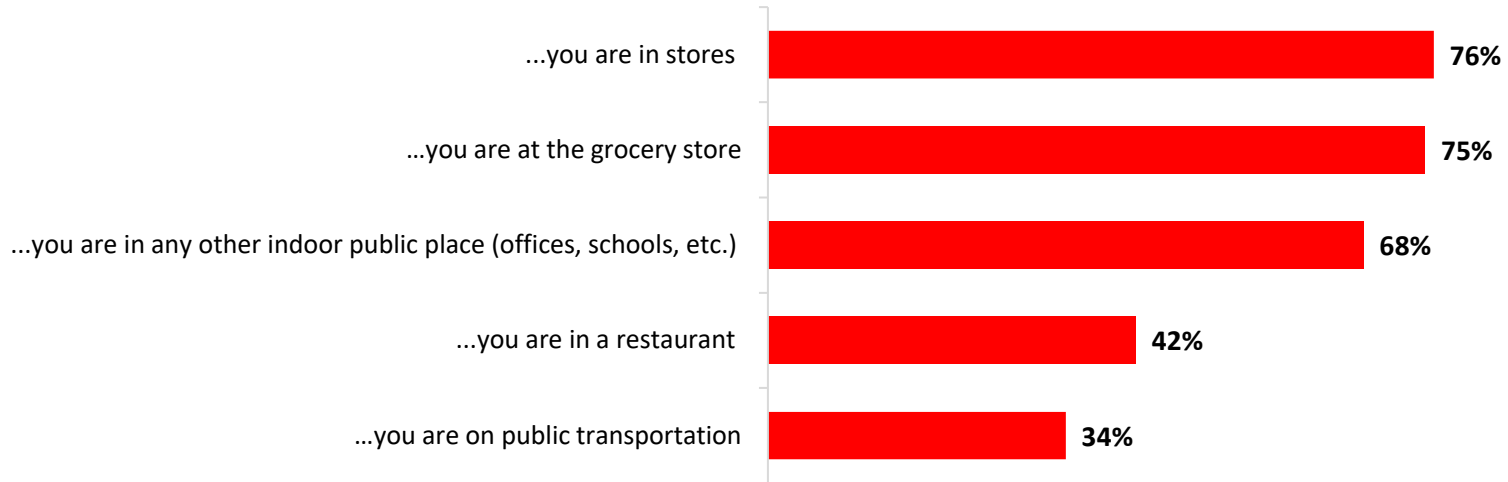 ...you are in stores 76%
…you are at the grocery store 75%
...you are in any other indoor public place (offices, schools, etc.) 68%
...you are in a restaurant 42%
…you are on public transportation 34%